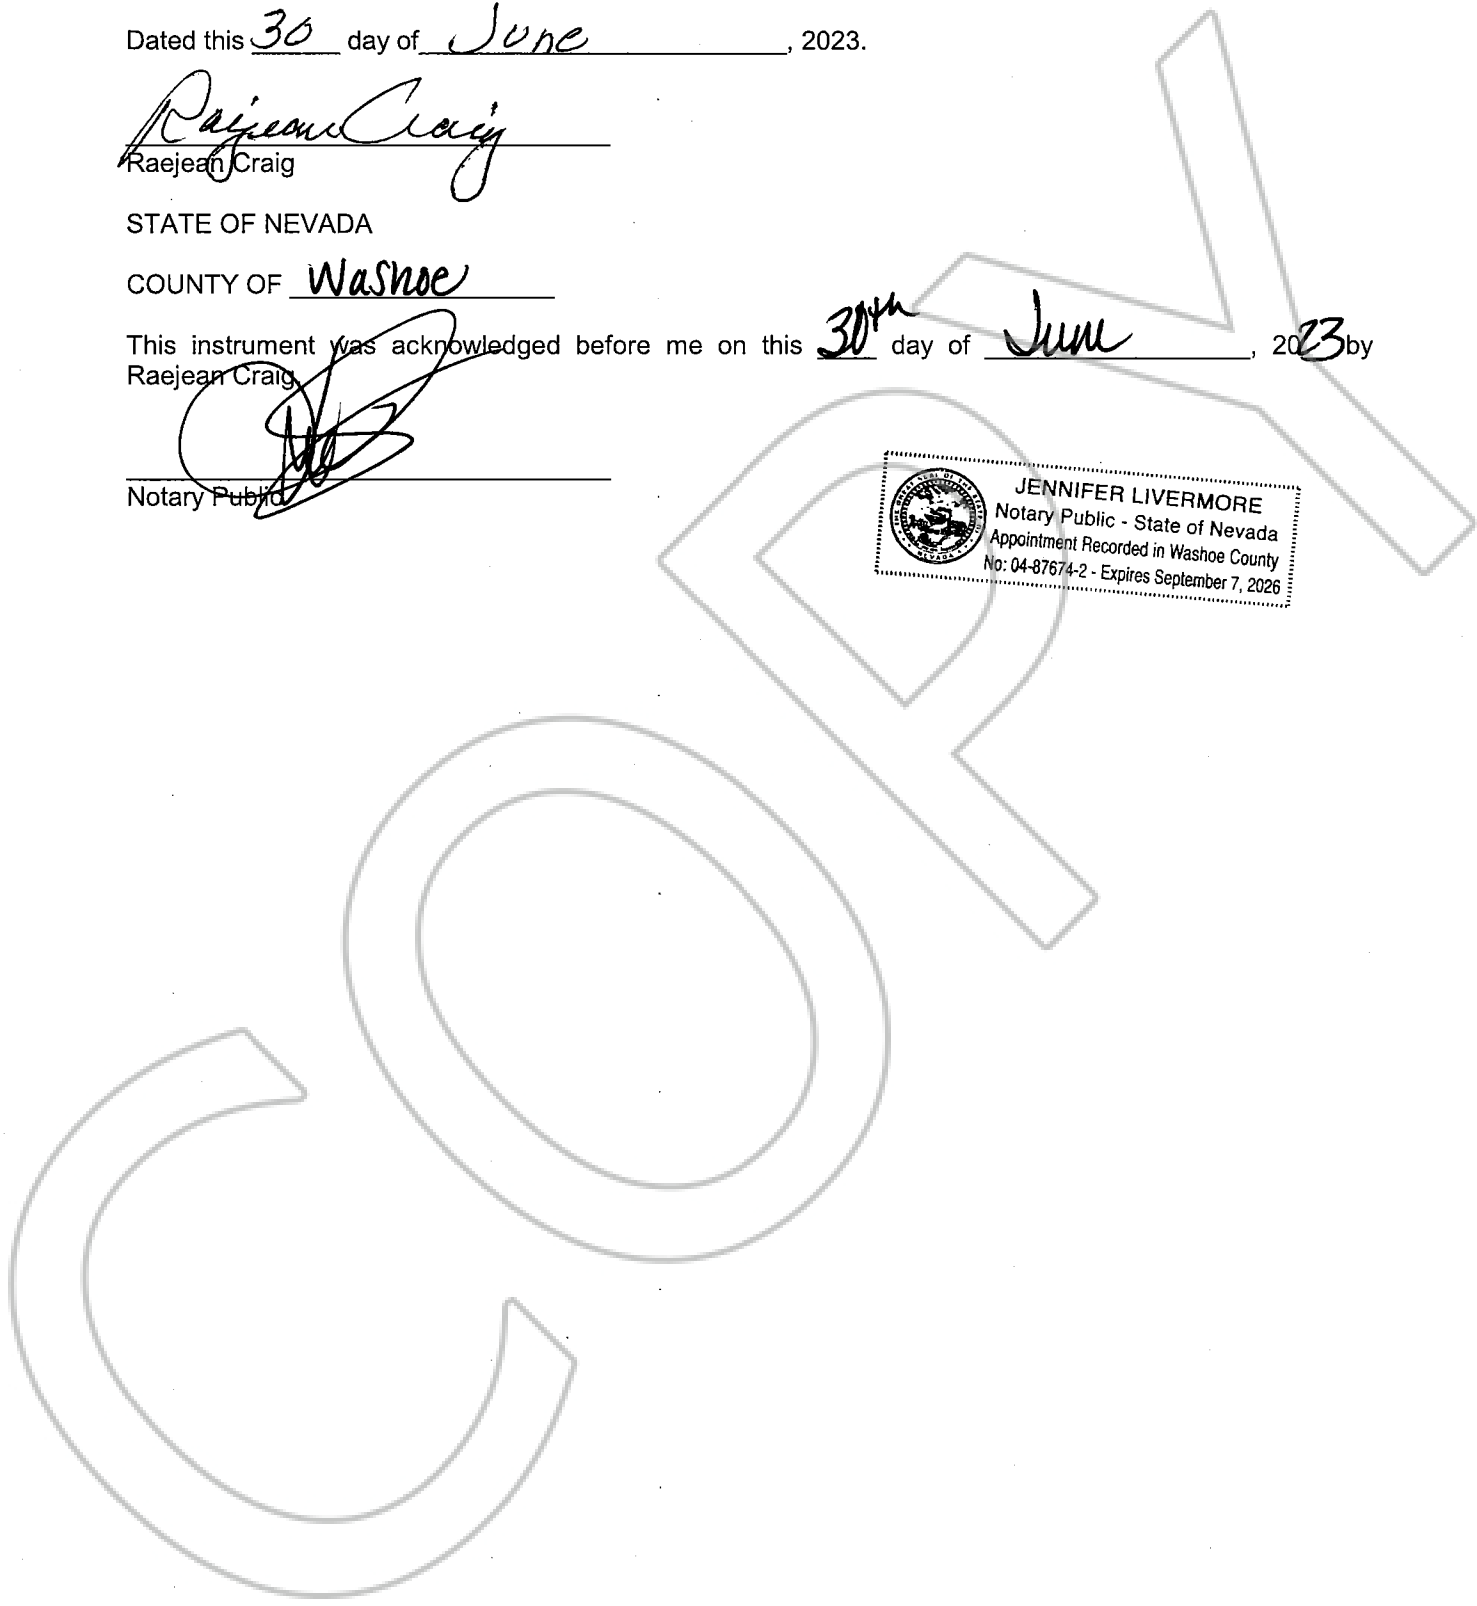 Dated this 30 day of June, 2023.
Raejean Craig
Raejean Craig
STATE OF NEVADA
COUNTY OF Washoe
This instrument was acknowledged before me on this 30th day of June, 2023 by
Raejean Craig
Notary Public
JENNIFER LIVERMORE
Notary Public - State of Nevada
Appointment Recorded in Washoe County
No: 04-87674-2 - Expires September 7, 2026
COPY